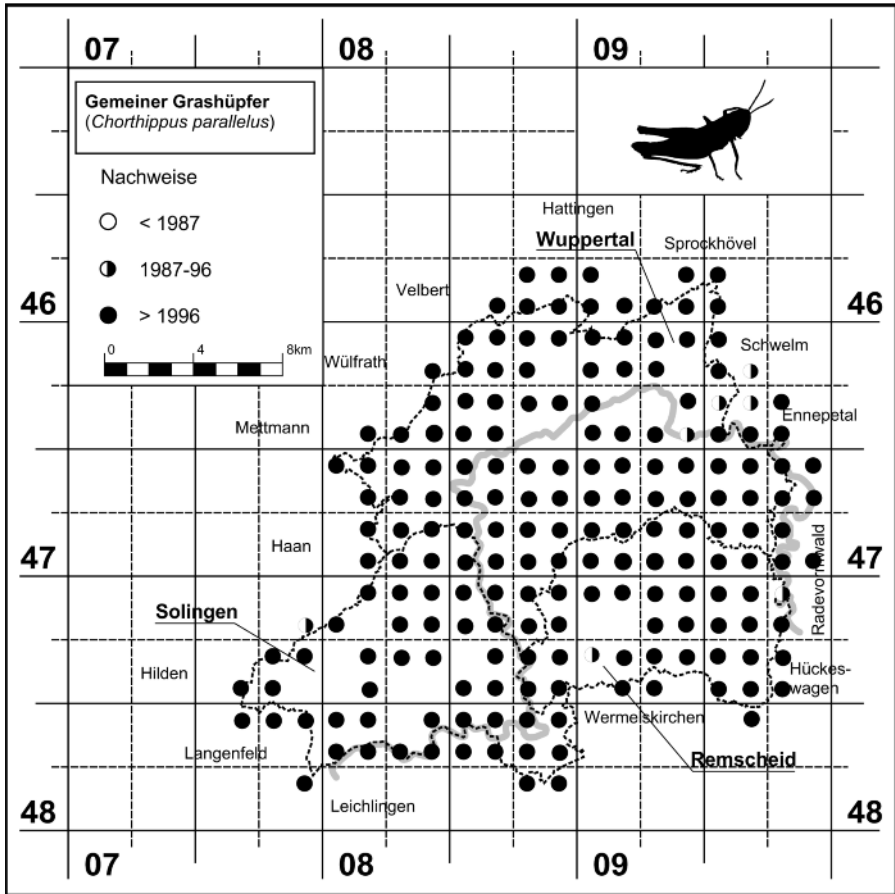 07 08 09
Gemeiner Grashüpfer
(Chorthippus parallelus)
Nachweise
< 1987
1987-96
> 1996
0 4 8km
Hattingen
Wuppertal Sprockhövel
Velbert
46 46
Schwelm
Wülfrath
Ennepetal
Mettmann
Haan
47 47
Radevormwald
Solingen
Hilden
Hückes-
wagen
Wermelskirchen
Langenfeld
Remscheid
Leichlingen
48 48
07 08 09